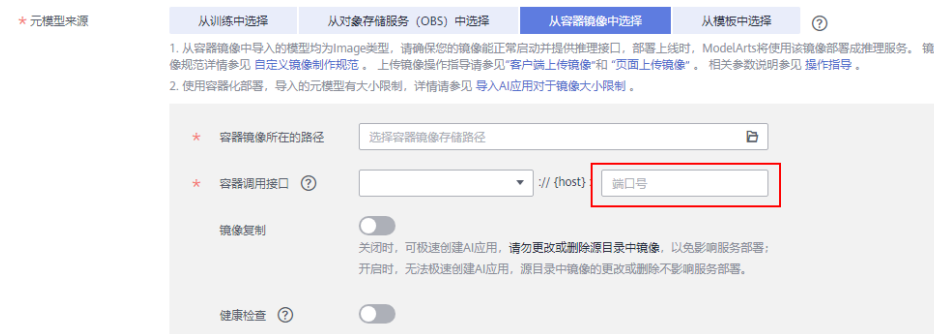 * 元模型来源 从训练中选择 从对象存储服务（OBS）中选择 从容器镜像中选择 从模板中选择 ?
1. 从容器镜像中导入的模型均为Image类型，请确保您的镜像能正常启动并提供推理接口，部署上线时，ModelArts将使用该镜像部署成推理服务。 镜
像规范详情参见 自定义镜像制作规范 。 上传镜像操作指导请参见"客户端上传镜像"和 "页面上传镜像" 。 相关参数说明参见 操作指导 。
2. 使用容器化部署，导入的元模型有大小限制，详情请参见 导入AI应用对于镜像大小限制 。
* 容器镜像所在的路径 选择容器镜像存储路径
* 容器调用接口 ? :// {host} : 端口号
镜像复制
关闭时，可极速创建AI应用，请勿更改或删除源目录中镜像，以免影响服务部署；
开启时，无法极速创建AI应用，源目录中镜像的更改或删除不影响服务部署。
健康检查 ?